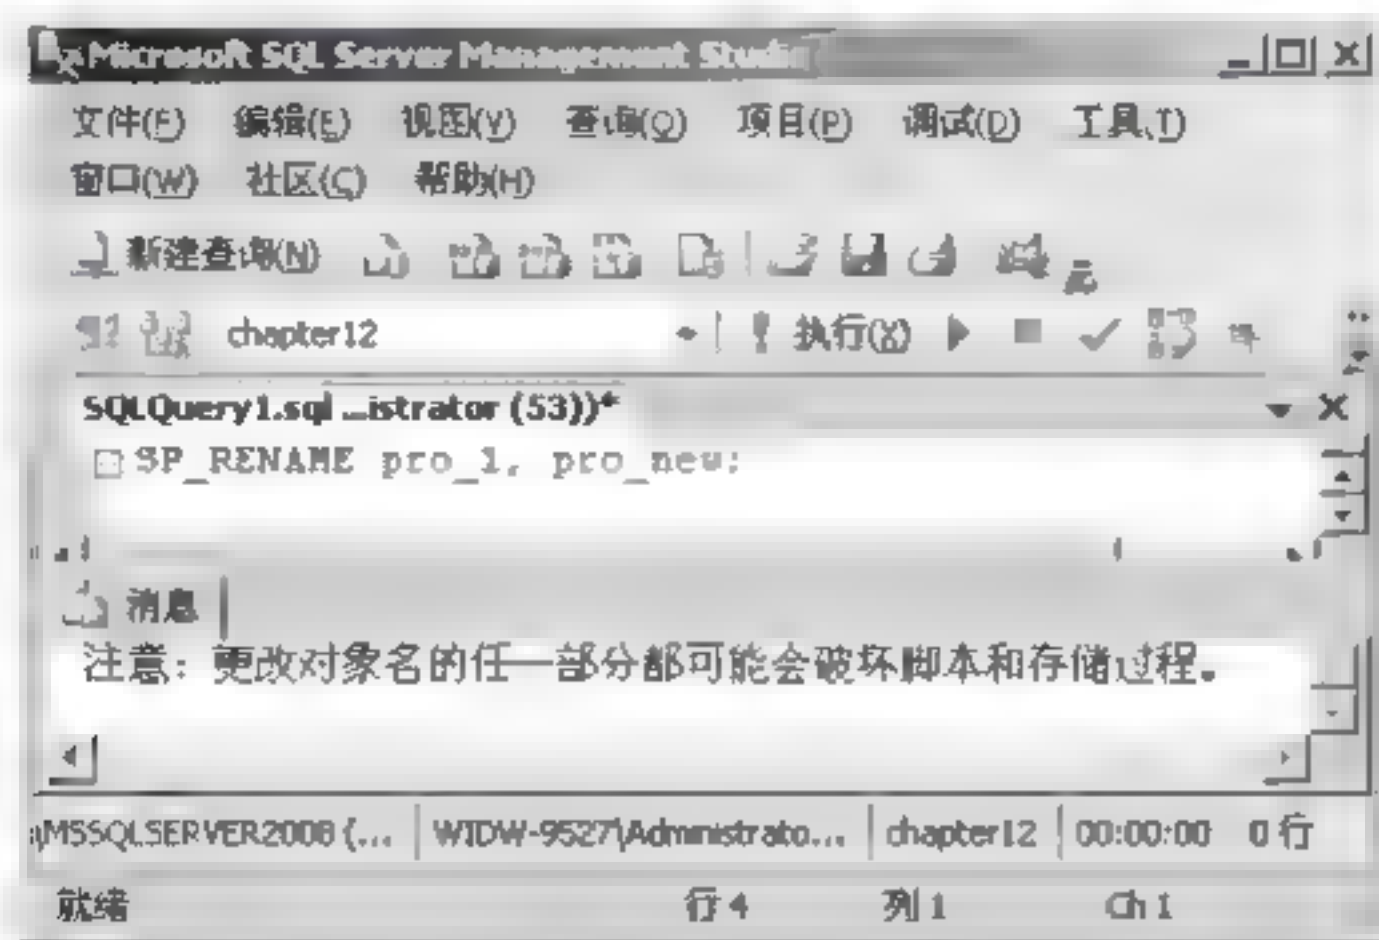 Microsoft SQL Server Management Studio
文件(F) 编辑(E) 视图(V) 查询(Q) 项目(P) 调试(D) 工具(T)
窗口(W) 社区(C) 帮助(H)
新建查询(N)
chapter12 执行(X)
SQLQuery1.sql ...istrator (53))*
SP_RENAME pro_1, pro_new;
消息
注意: 更改对象名的任一部分都可能会破坏脚本和存储过程。
\MSSQLSERVER2008 (... WIDW-9527\Administrato... chapter12 00:00:00 0 行
就绪 行 4 列 1 Ch 1